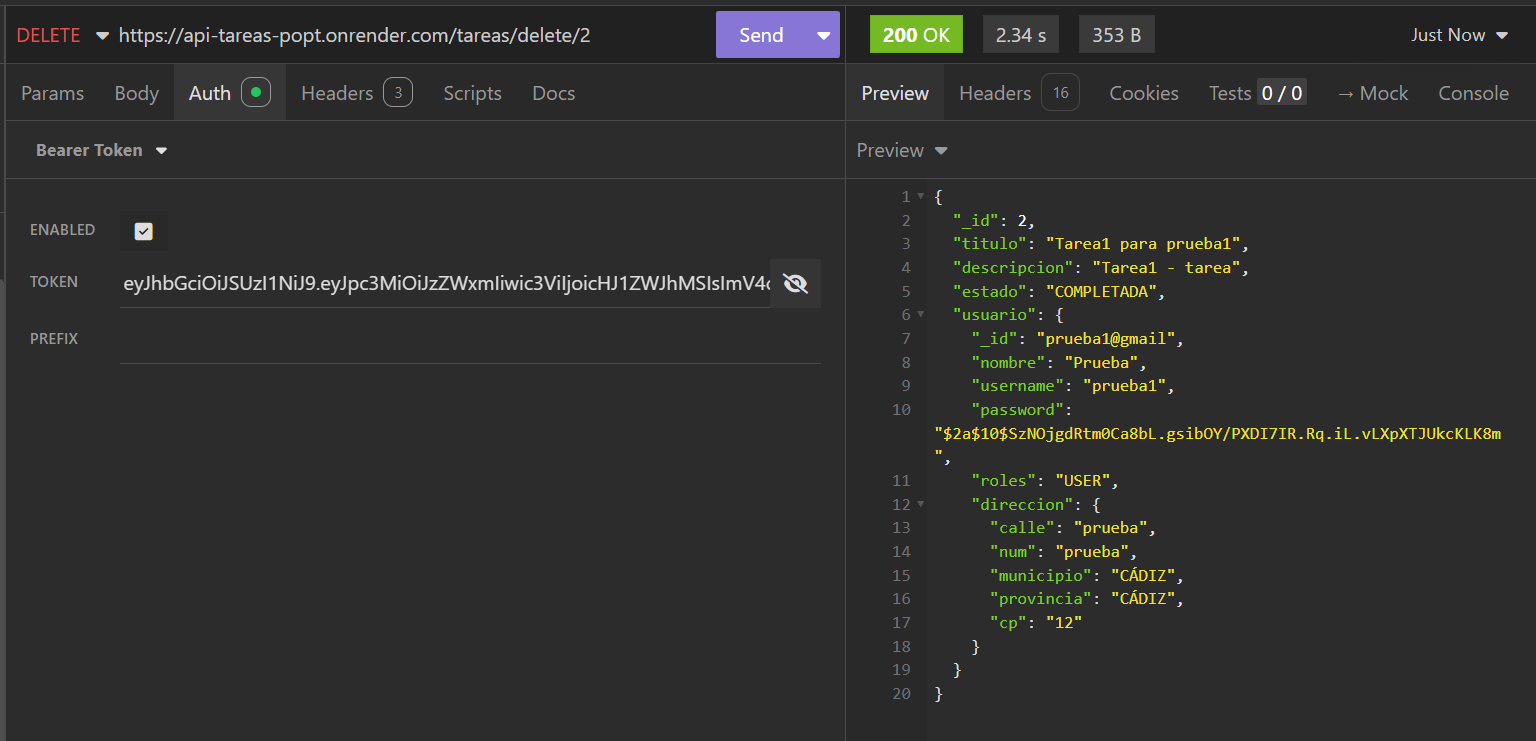 DELETE https://api-tareas-popt.onrender.com/tareas/delete/2 Send 200 OK 2.34 s 353 B Just Now
Params Body Auth Headers 3 Scripts Docs
Preview Headers 16 Cookies Tests 0 / 0 → Mock Console
Bearer Token
Preview
ENABLED
TOKEN eyJhbGciOiJSUzI1NiJ9.eyJpc3MiOiJzZWxmIiwic3ViIjoicHJ1ZWJhMSIsImV4c
PREFIX
1 {
2 "_id": 2,
3 "titulo": "Tarea1 para prueba1",
4 "descripcion": "Tarea1 - tarea",
5 "estado": "COMPLETADA",
6 "usuario": {
7 "_id": "prueba1@gmail",
8 "nombre": "Prueba",
9 "username": "prueba1",
10 "password":
"$2a$10$SzNOjgdRtm0Ca8bL.gsibOY/PXDI7IR.Rq.iL.vLXpXTJUkcKLK8m
",
11 "roles": "USER",
12 "direccion": {
13 "calle": "prueba",
14 "num": "prueba",
15 "municipio": "CÁDIZ",
16 "provincia": "CÁDIZ",
17 "cp": "12"
18 }
19 }
20 }